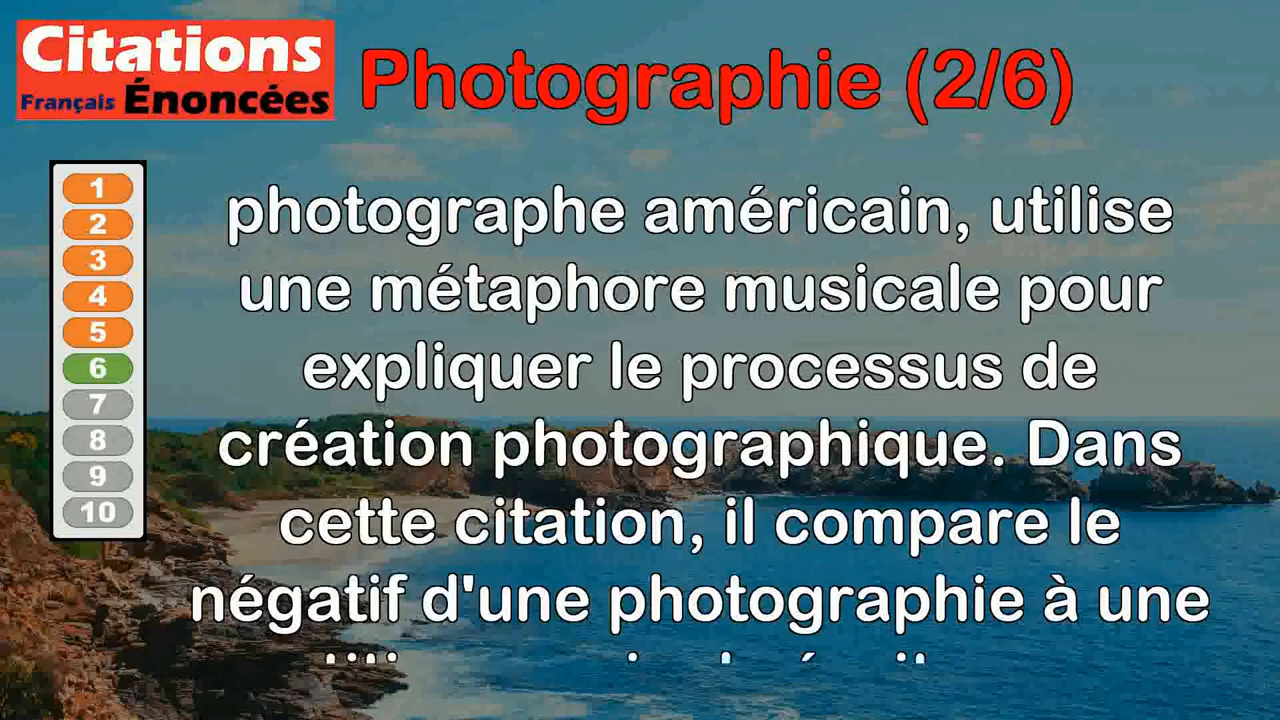 Citations
Français Énoncées
Photographie (2/6)
1
2
3
4
5
6
7
8
9
10
photographe américain, utilise
une métaphore musicale pour
expliquer le processus de
création photographique. Dans
cette citation, il compare le
négatif d'une photographie à une